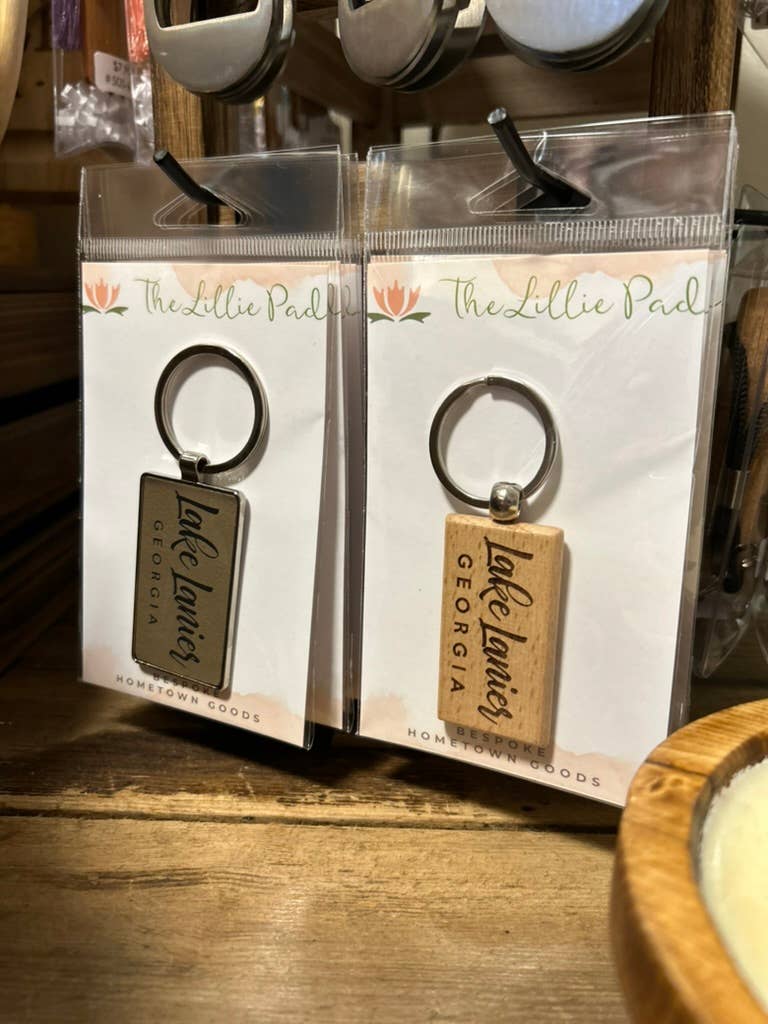 The Lillie Pad
Lake Lanier
GEORGIA
BESPOKE
HOMETOWN GOODS
The Lillie Pad
Lake Lanier
GEORGIA
BESPOKE
HOMETOWN GOODS